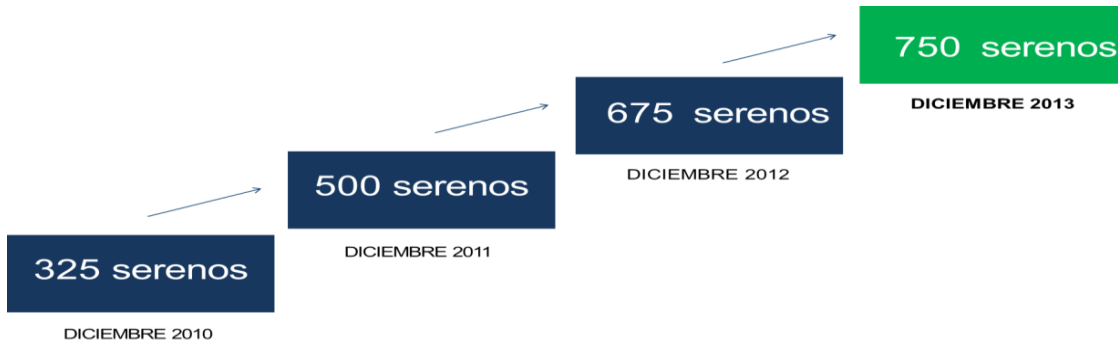 750 serenos
DICIEMBRE 2013
675 serenos
DICIEMBRE 2012
500 serenos
DICIEMBRE 2011
325 serenos
DICIEMBRE 2010